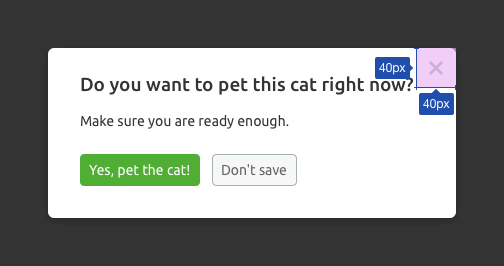 40px
Do you want to pet this cat right now?
40px
Make sure you are ready enough.
Yes, pet the cat! Don't save